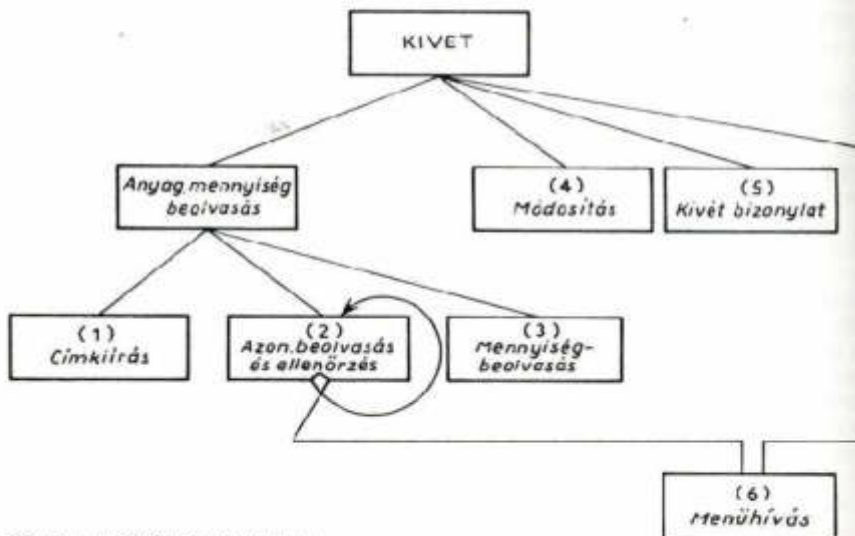 KIVET
Anyag, mennyiség
beolvasás
(4)
Módosítás
(5)
Kivét bizonylat
(1)
Címkiírás
(2)
Azon. beolvasás
és ellenőrzés
(3)
Mennyiség-
beolvasás
(6)
Menühívás